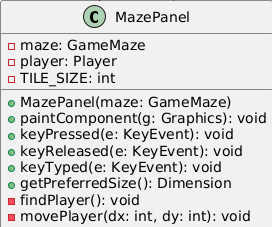 C MazePanel
maze: GameMaze
player: Player
TILE_SIZE: int
MazePanel(maze: GameMaze)
paintComponent(g: Graphics): void
keyPressed(e: KeyEvent): void
keyReleased(e: KeyEvent): void
keyTyped(e: KeyEvent): void
getPreferredSize(): Dimension
findPlayer(): void
movePlayer(dx: int, dy: int): void